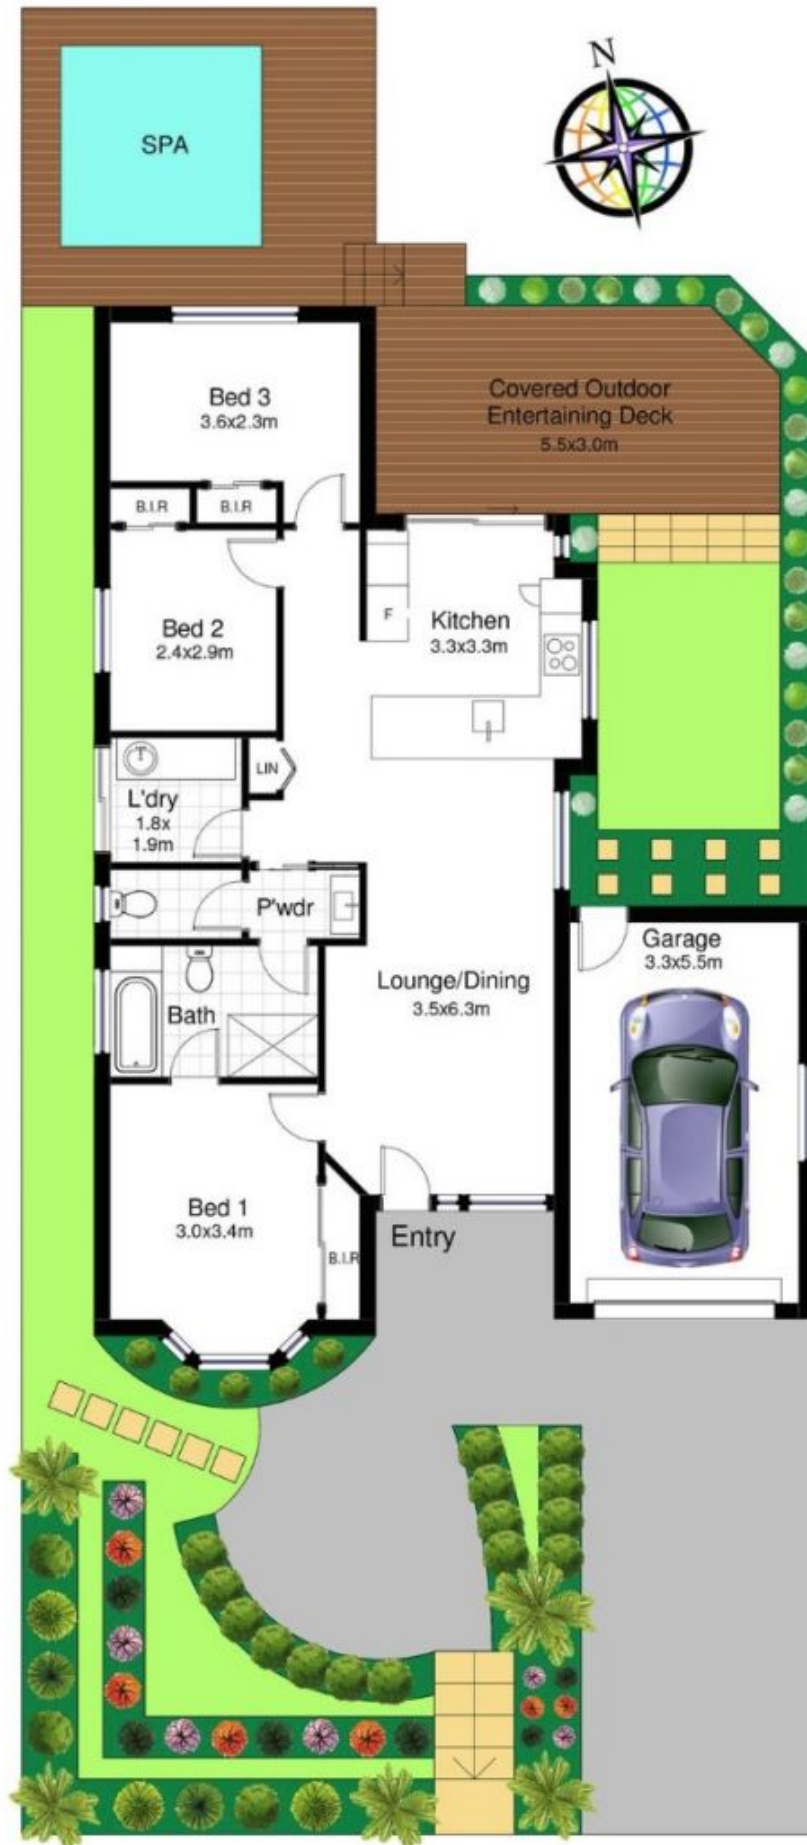 N
SPA
Bed 3
3.6x2.3m
Covered Outdoor
Entertaining Deck
5.5x3.0m
B.I.R
B.I.R
F
Kitchen
3.3x3.3m
Bed 2
2.4x2.9m
LIN
L'dry
1.8x
1.9m
P'wdr
Garage
3.3x5.5m
Lounge/Dining
3.5x6.3m
Bath
Bed 1
3.0x3.4m
B.I.R
Entry